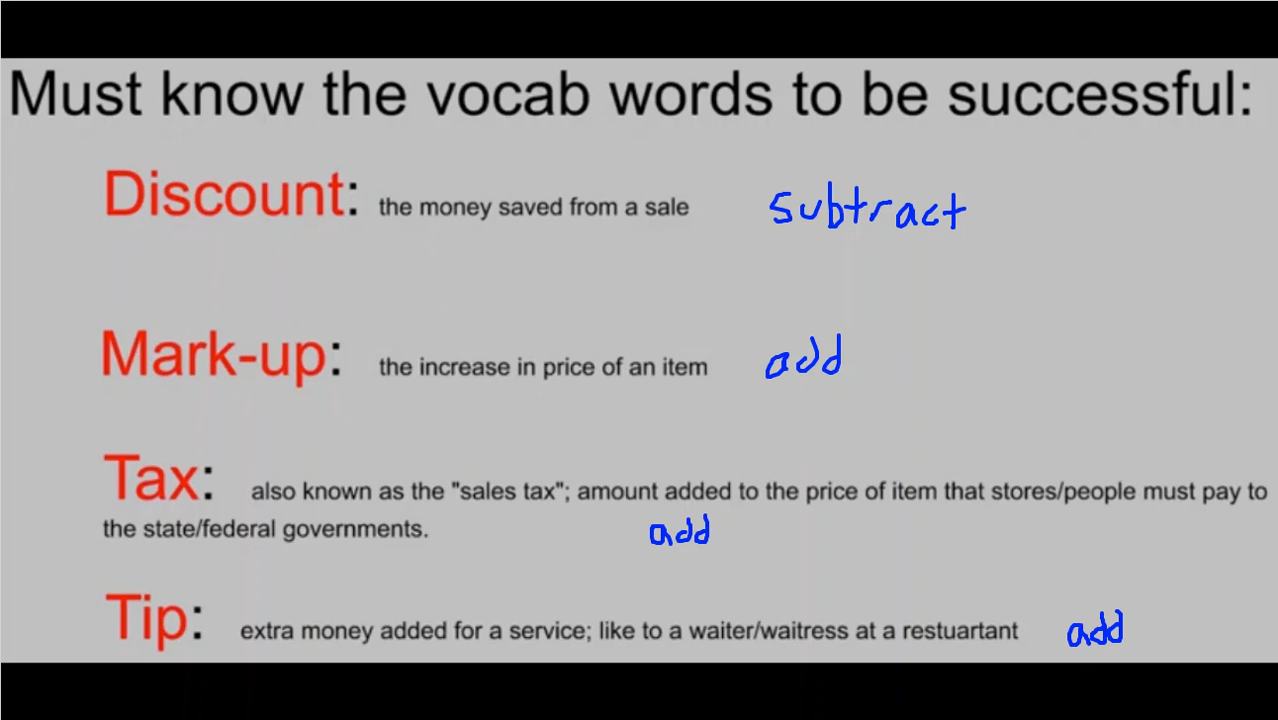 Must know the vocab words to be successful:
Discount: the money saved from a sale subtract
Mark-up: the increase in price of an item add
Tax: also known as the "sales tax"; amount added to the price of item that stores/people must pay to
the state/federal governments. add
Tip: extra money added for a service; like to a waiter/waitress at a restuartant add